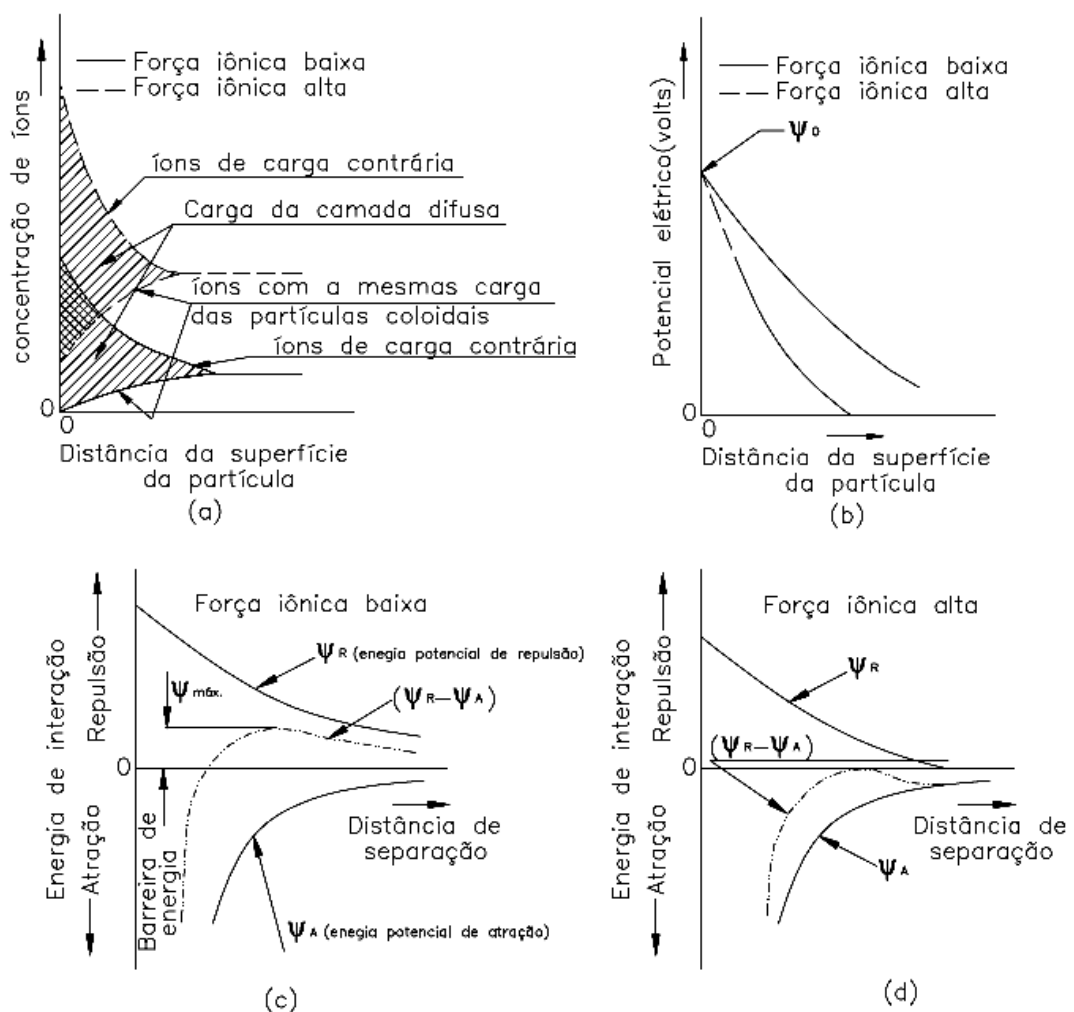 concentração de íons
Força iônica baixa
Força iônica alta
íons de carga contrária
Carga da camada difusa
íons com a mesmas carga
das partículas coloidais
íons de carga contrária
0
0
Distância da superfície
da partícula
(a)
Potencial elétrico(volts)
Força iônica baixa
Força iônica alta
Ψ0
0
0
Distância da superfície
da partícula
(b)
Energia de interação
Repulsão
Atração
Força iônica baixa
ΨR (enegia potencial de repulsão)
Ψmáx.
(ΨR—ΨA)
0
Barreira de
energia
Distância de
separação
ΨA (enegia potencial de atração)
(c)
Energia de interação
Repulsão
Atração
Força iônica alta
ΨR
(ΨR—ΨA)
0
Distância de
separação
ΨA
(d)